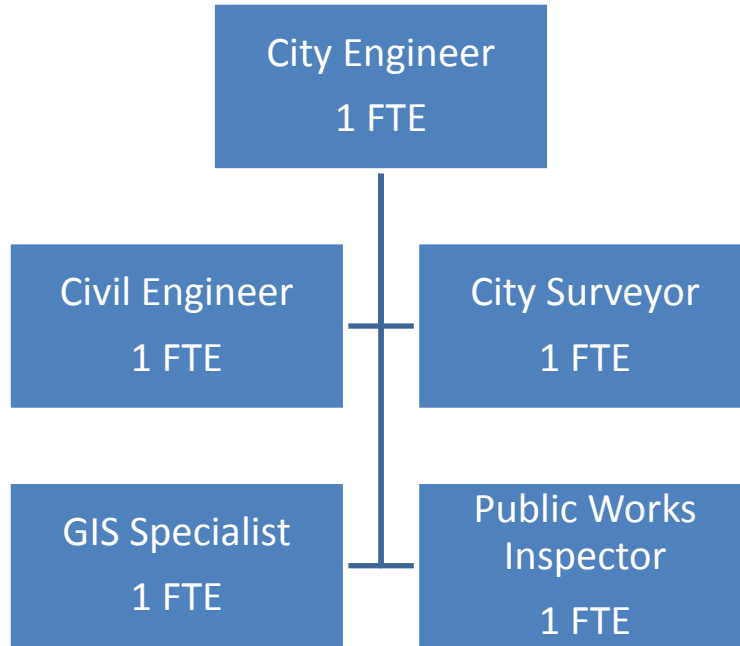 City Engineer
1 FTE
Civil Engineer
1 FTE
City Surveyor
1 FTE
GIS Specialist
1 FTE
Public Works
Inspector
1 FTE